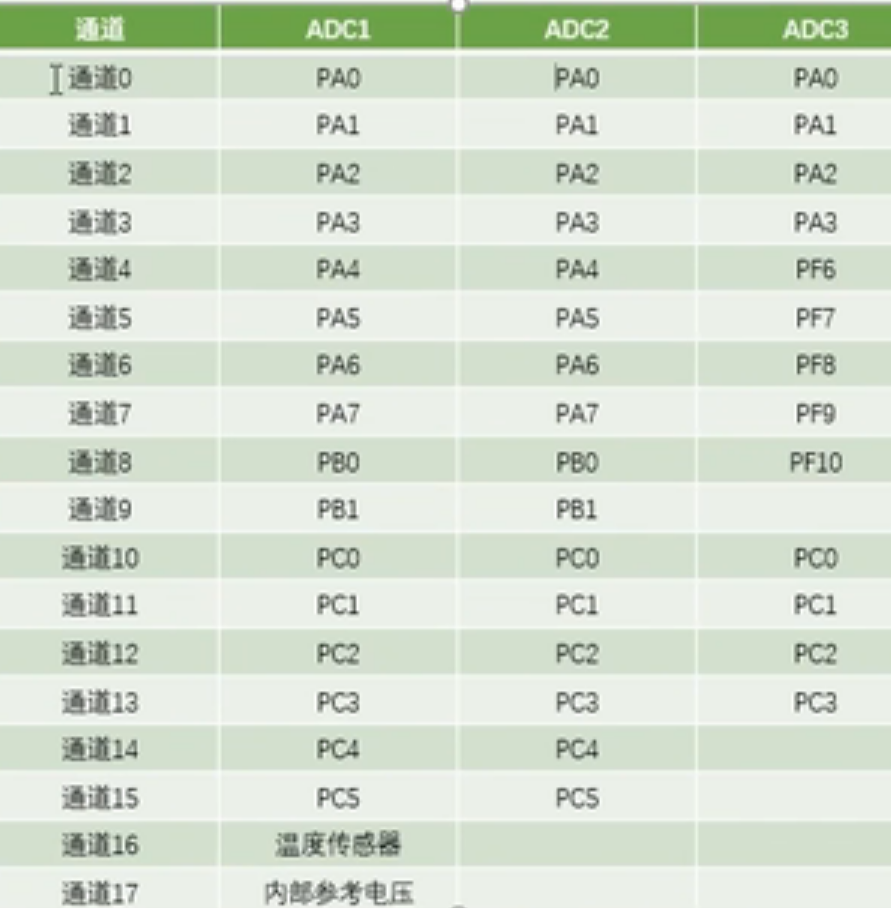 通道 ADC1 ADC2 ADC3
通道0 PA0 PA0 PA0
通道1 PA1 PA1 PA1
通道2 PA2 PA2 PA2
通道3 PA3 PA3 PA3
通道4 PA4 PA4 PF6
通道5 PA5 PA5 PF7
通道6 PA6 PA6 PF8
通道7 PA7 PA7 PF9
通道8 PB0 PB0 PF10
通道9 PB1 PB1
通道10 PC0 PC0 PC0
通道11 PC1 PC1 PC1
通道12 PC2 PC2 PC2
通道13 PC3 PC3 PC3
通道14 PC4 PC4
通道15 PC5 PC5
通道16 温度传感器
通道17 内部参考电压